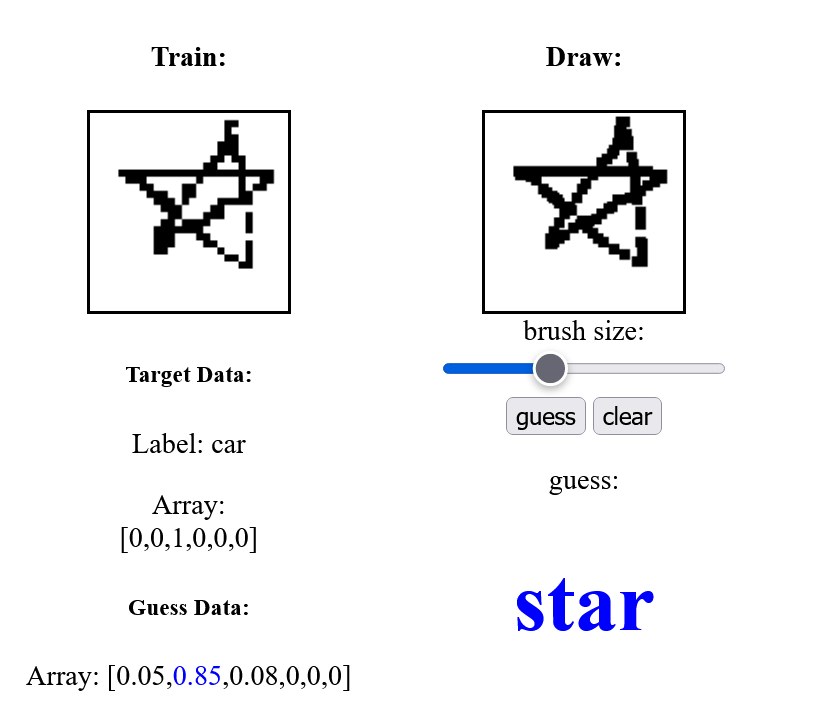 Train:
Target Data:
Label: car
Array:
[0,0,1,0,0,0]
Guess Data:
Array: [0.05,0.85,0.08,0,0,0]
Draw:
brush size:
guess clear
guess:
star